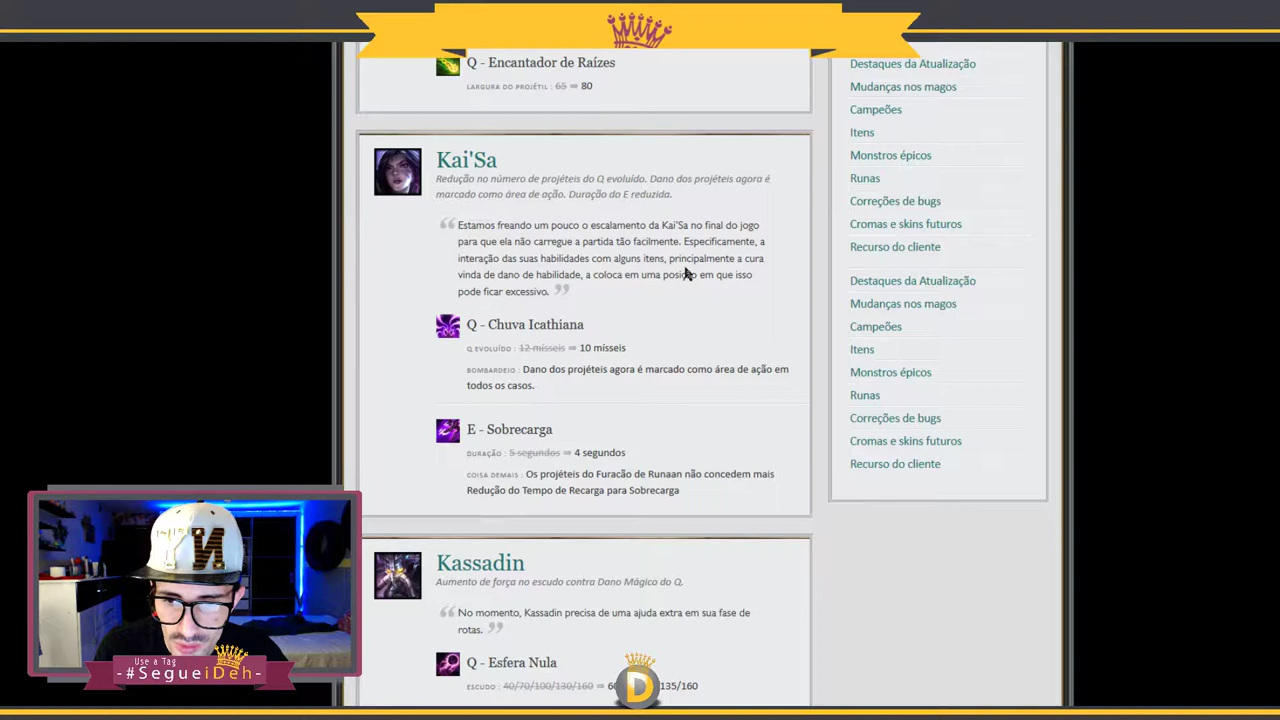 Q - Encantador de Raízes
LARGURA DO PROJÉTIL : 65 ⇒ 80
Kai'Sa
Redução no número de projéteis do Q evoluído. Dano dos projéteis agora é
marcado como área de ação. Duração do E reduzida.
Estamos freando um pouco o escalamento da Kai'Sa no final do jogo
para que ela não carregue a partida tão facilmente. Especificamente, a
interação das suas habilidades com alguns itens, principalmente a cura
vinda de dano de habilidade, a coloca em uma posição em que isso
pode ficar excessivo.
Q - Chuva Icathiana
Q EVOLUÍDO : 12 mísseis ⇒ 10 mísseis
BOMBARDEIO : Dano dos projéteis agora é marcado como área de ação em
todos os casos.
E - Sobrecarga
DURAÇÃO : 5 segundos ⇒ 4 segundos
COISA DEMAIS : Os projéteis do Furacão de Runaan não concedem mais
Redução do Tempo de Recarga para Sobrecarga
Kassadin
Aumento de força no escudo contra Dano Mágico do Q.
No momento, Kassadin precisa de uma ajuda extra em sua fase de
rotas.
Q - Esfera Nula
ESCUDO : 40/70/100/130/160 ⇒ 135/160
Destaques da Atualização
Mudanças nos magos
Campeões
Itens
Monstros épicos
Runas
Correções de bugs
Cromas e skins futuros
Recurso do cliente
Destaques da Atualização
Mudanças nos magos
Campeões
Itens
Monstros épicos
Runas
Correções de bugs
Cromas e skins futuros
Recurso do cliente
Use a Tag
-#SegueiDeh-
D